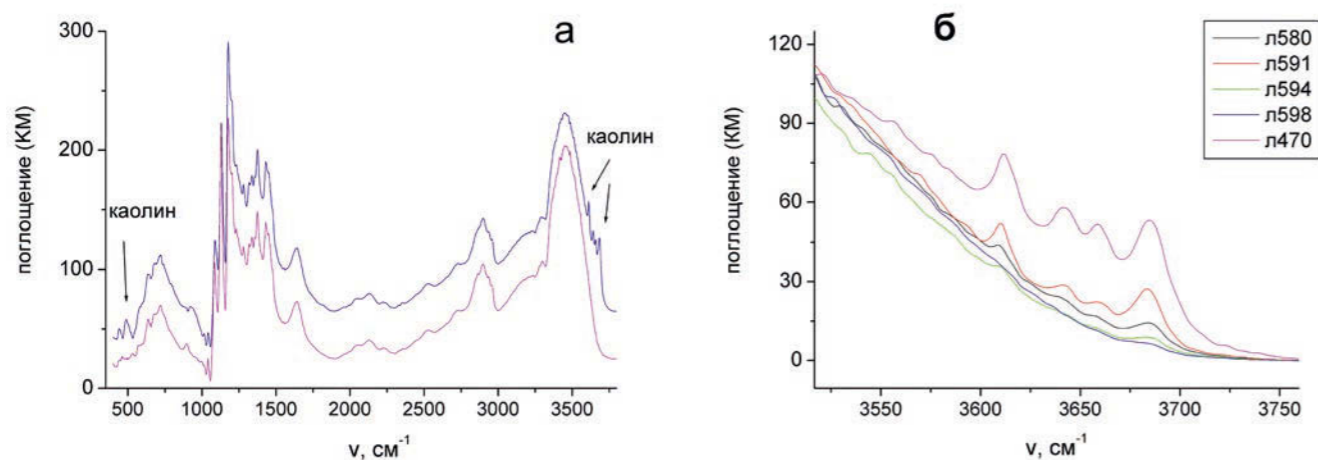 а
поглощение (КМ)
300
200
100
0
каолин
каолин
500
1000
1500
2000
2500
3000
3500
ν, см-1
б
поглощение (КМ)
120
90
60
30
0
л580
л591
л594
л598
л470
3550
3600
3650
3700
3750
ν, см-1